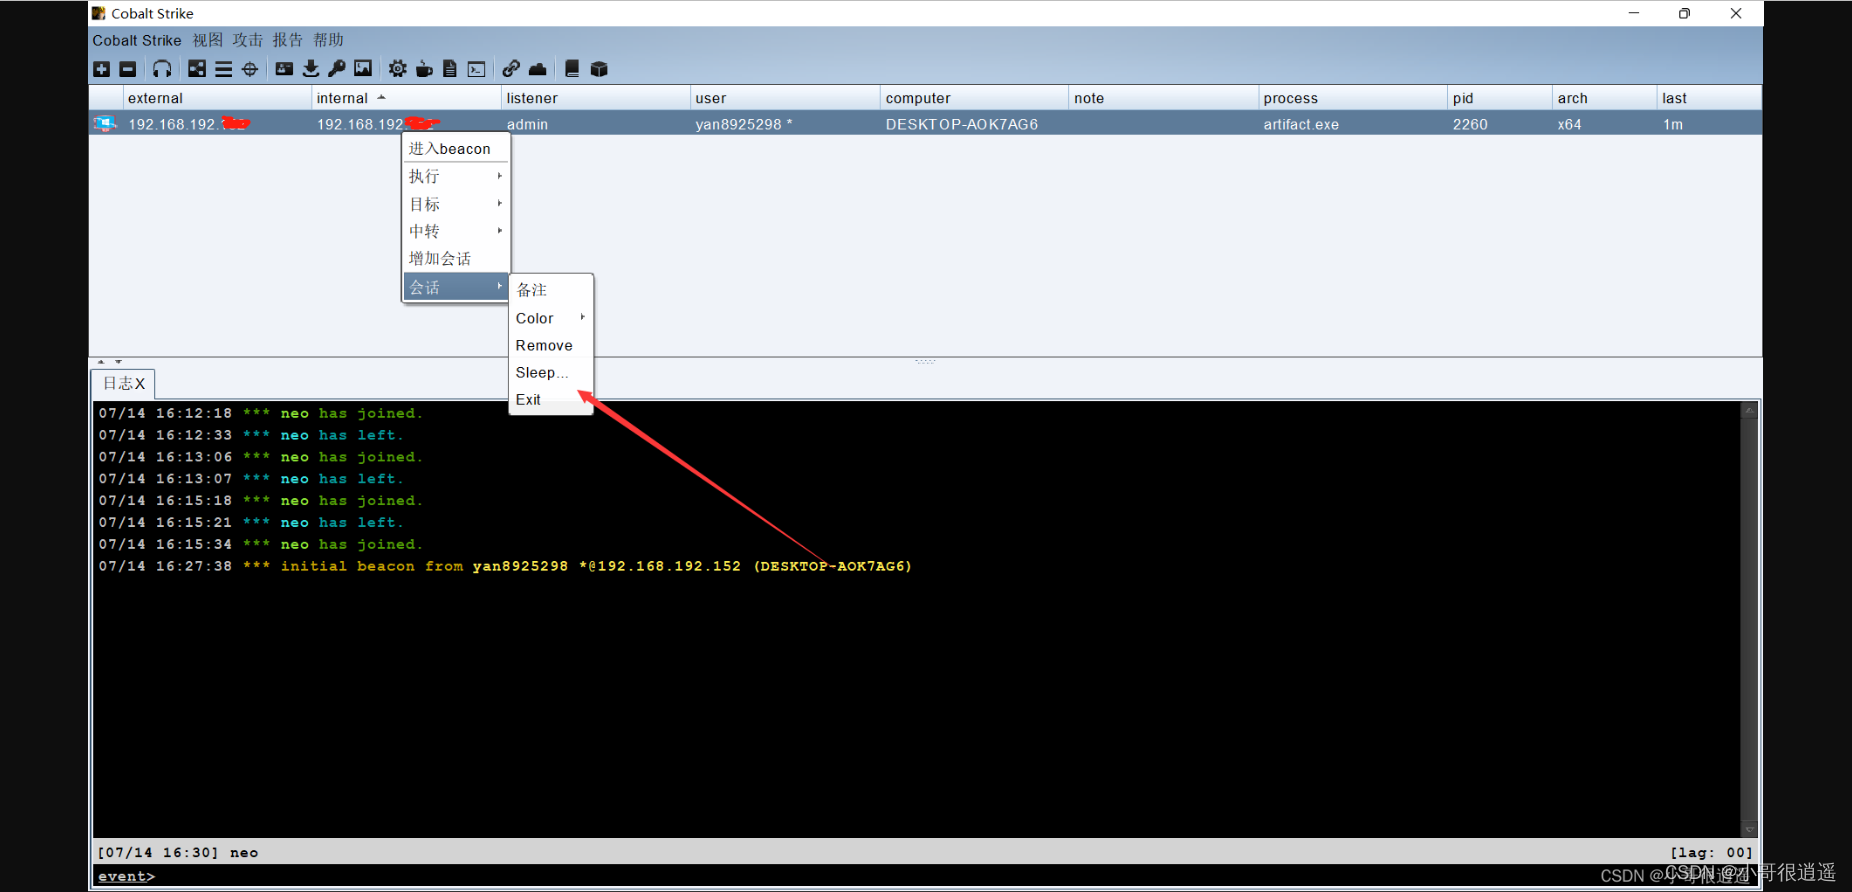 Cobalt Strike
Cobalt Strike 视图 攻击 报告 帮助
external internal listener user computer note process pid arch last
192.168.192. 192.168.192. admin yan8925298 * DESKTOP-AOK7AG6 artifact.exe 2260 x64 1m
进入beacon
执行
目标
中转
增加会话
会话
备注
Color
Remove
Sleep...
Exit
日志X
07/14 16:12:18 *** neo has joined.
07/14 16:12:33 *** neo has left.
07/14 16:13:06 *** neo has joined.
07/14 16:13:07 *** neo has left.
07/14 16:15:18 *** neo has joined.
07/14 16:15:21 *** neo has left.
07/14 16:15:34 *** neo has joined.
07/14 16:27:38 *** initial beacon from yan8925298 *@192.168.192.152 (DESKTOP-AOK7AG6)
[07/14 16:30] neo [lag: 00]
event>
CSDN @小哥很逍遥
CSDN @小哥很逍遥